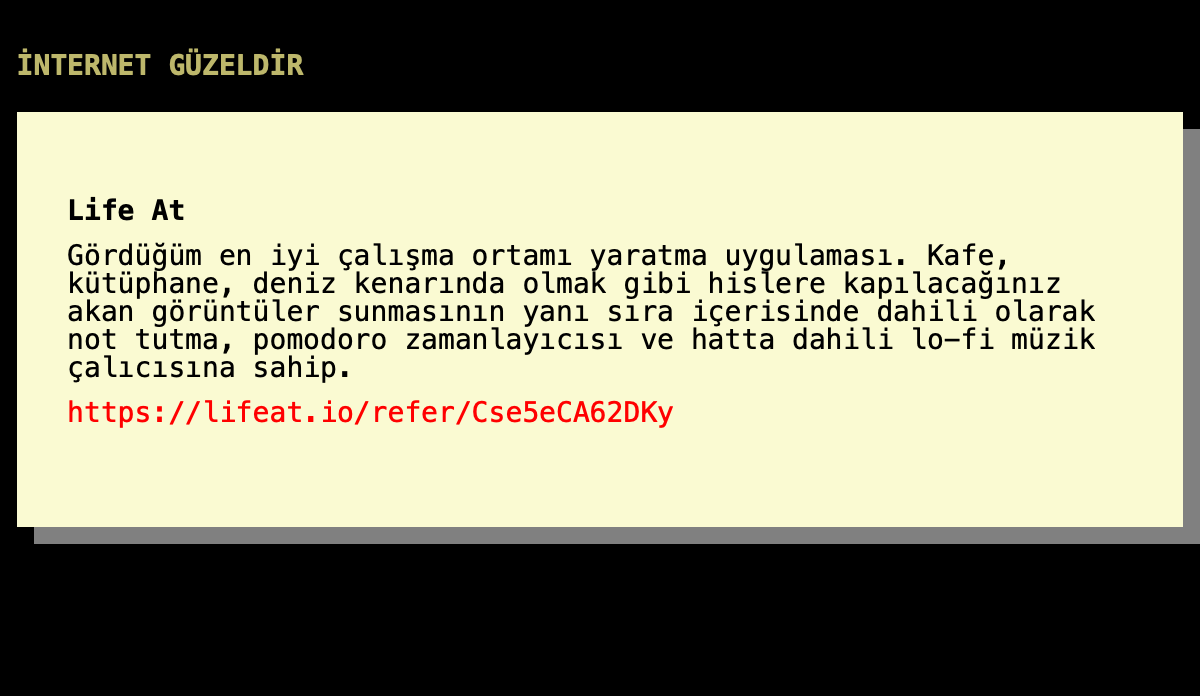 İNTERNET GÜZELDİR
Life At
Gördüğüm en iyi çalışma ortamı yaratma uygulaması. Kafe,
kütüphane, deniz kenarında olmak gibi hislere kapılacağınız
akan görüntüler sunmasının yanı sıra içerisinde dahili olarak
not tutma, pomodoro zamanlayıcısı ve hatta dahili lo-fi müzik
çalıcısına sahip.
https://lifeat.io/refer/Cse5eCA62DKy